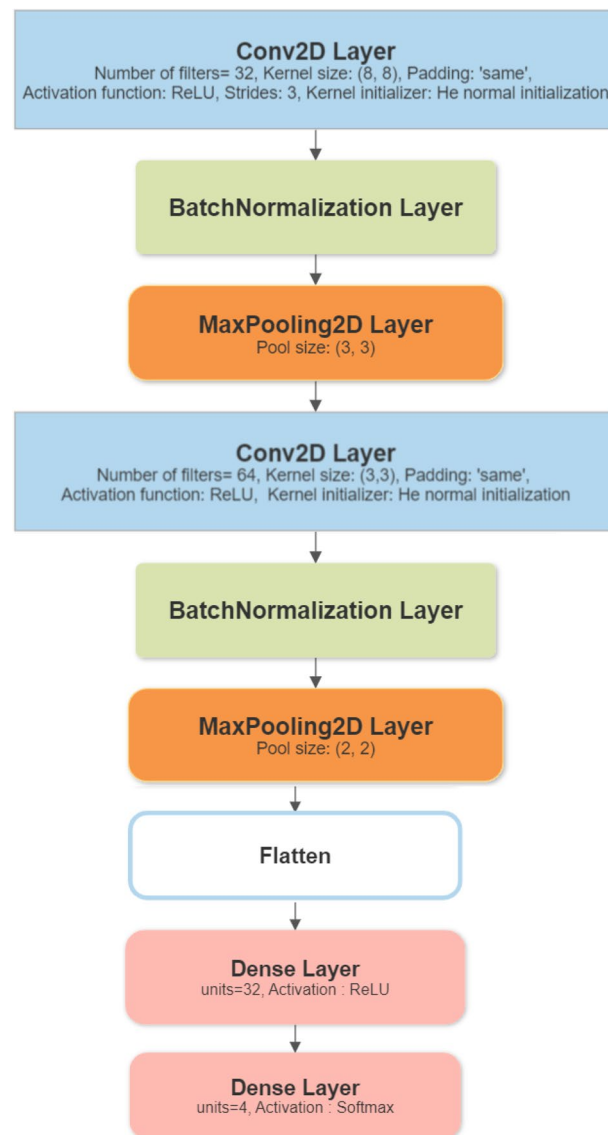 Conv2D Layer
Number of filters= 32, Kernel size: (8, 8), Padding: 'same',
Activation function: ReLU, Strides: 3, Kernel initializer: He normal initialization
BatchNormalization Layer
MaxPooling2D Layer
Pool size: (3, 3)
Conv2D Layer
Number of filters= 64, Kernel size: (3,3), Padding: 'same',
Activation function: ReLU,  Kernel initializer: He normal initialization
BatchNormalization Layer
MaxPooling2D Layer
Pool size: (2, 2)
Flatten
Dense Layer
units=32, Activation : ReLU
Dense Layer
units=4, Activation : Softmax